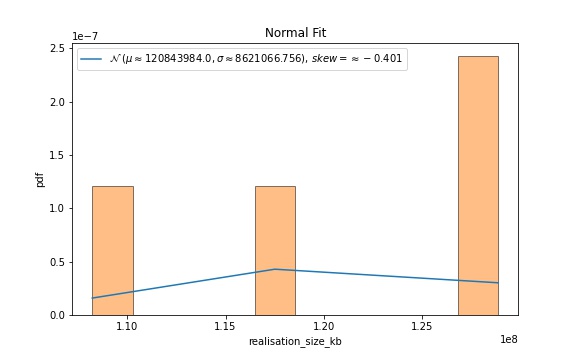 Normal Fit
1e−7
𝒩(μ ≈ 120843984.0, σ ≈ 8621066.756), skew = ≈ − 0.401
2.5
2.0
1.5
1.0
0.5
0.0
pdf
1.10 1.15 1.20 1.25
1e8
realisation_size_kb